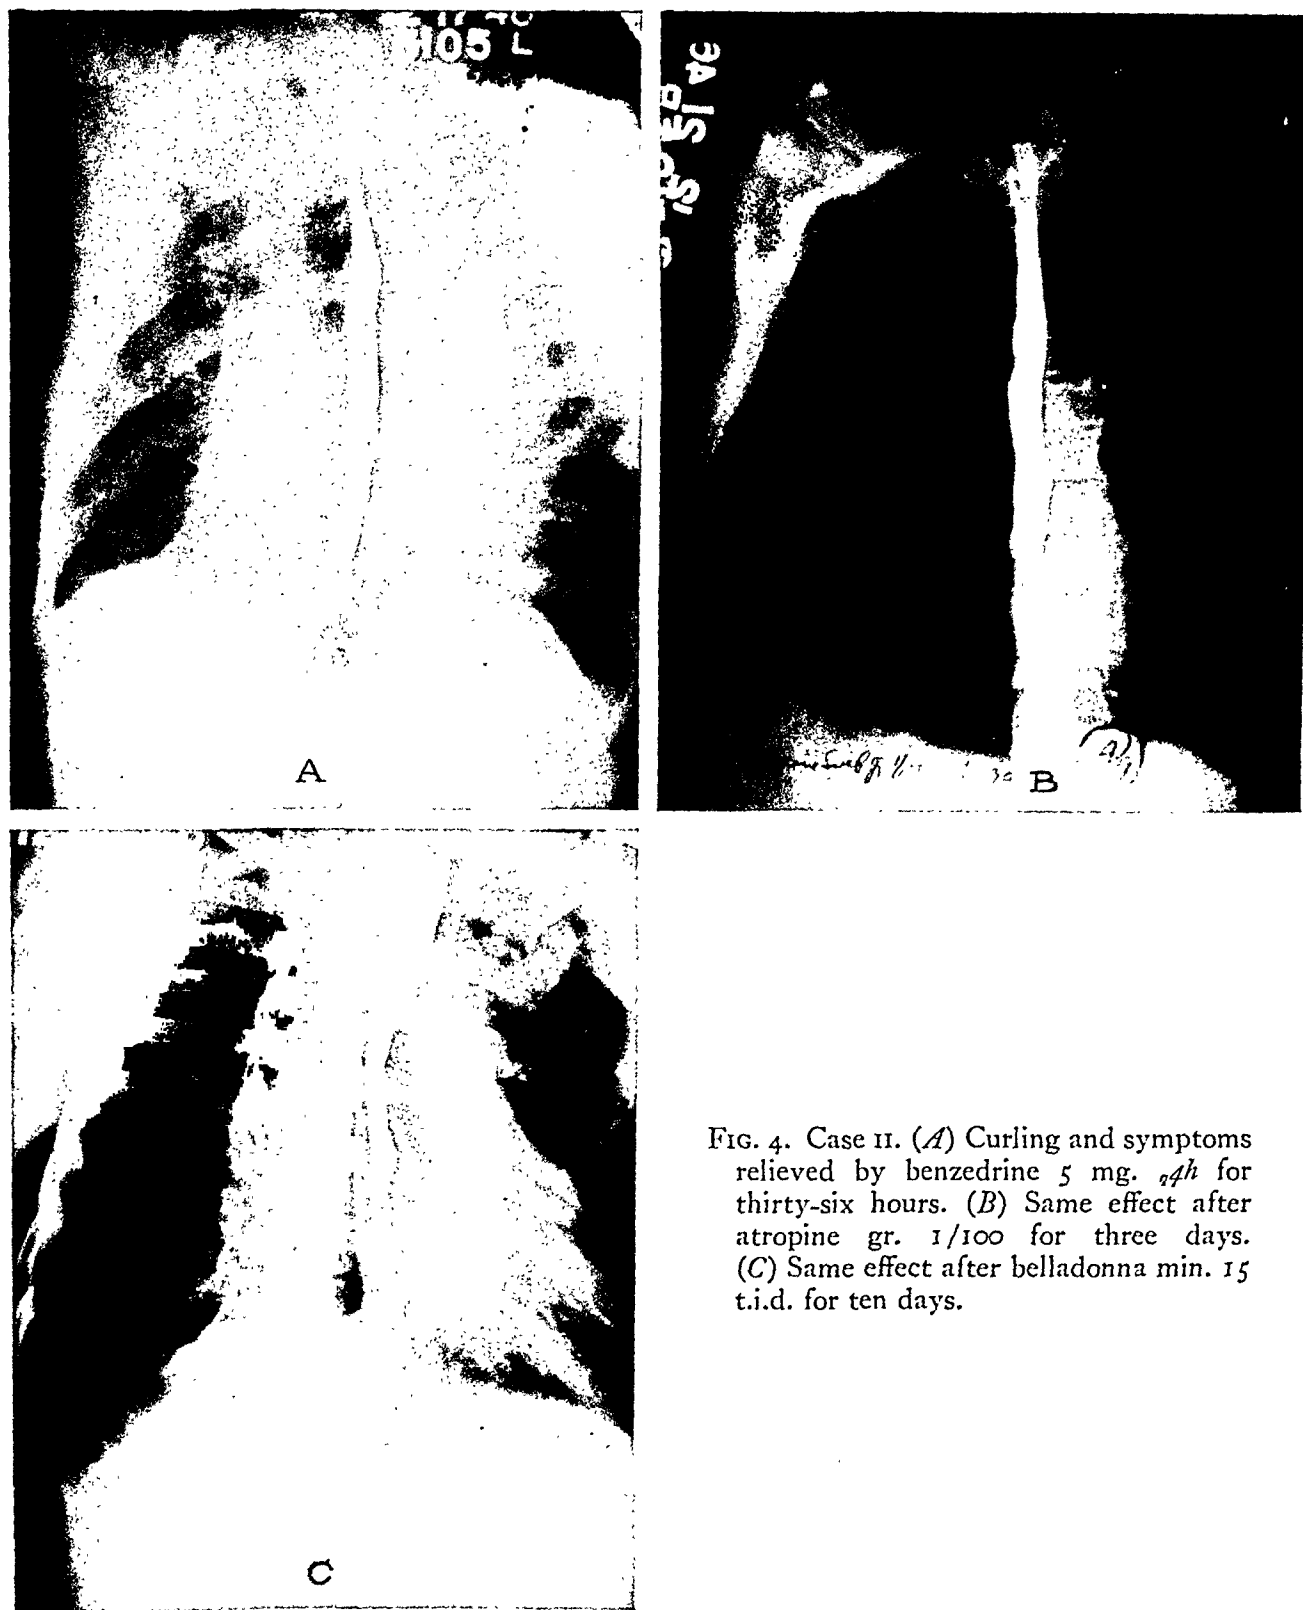 105 L
A
B
C
FIG. 4. Case II. (A) Curling and symptoms
relieved by benzedrine 5 mg. q4h for
thirty-six hours. (B) Same effect after
atropine gr. 1/100 for three days.
(C) Same effect after belladonna min. 15
t.i.d. for ten days.